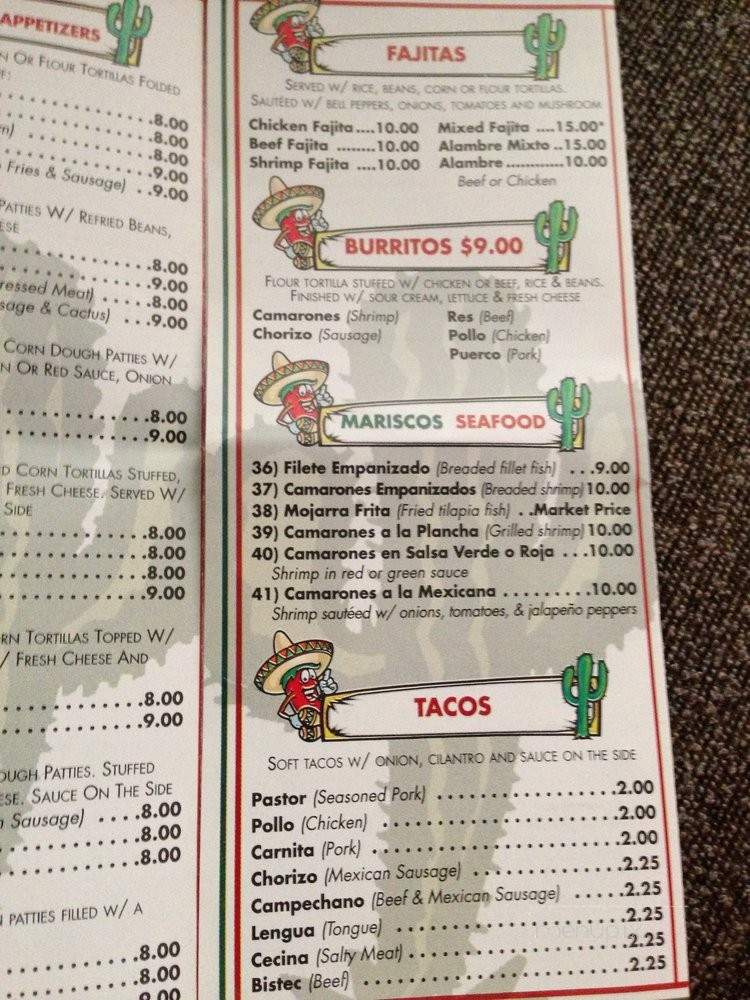 APPETIZERS
OR FLOUR TORTILLAS FOLDED
8.00
8.00
8.00
9.00
Fries & Sausage) ..9.00
PATTIES W/ REFRIED BEANS,
8.00
9.00
ressed Meat) .....8.00
sage & Cactus) ...9.00
CORN DOUGH PATTIES W/
N OR RED SAUCE, ONION
8.00
9.00
D CORN TORTILLAS STUFFED,
FRESH CHEESE. SERVED W/
SIDE
8.00
8.00
8.00
9.00
RN TORTILLAS TOPPED W/
/ FRESH CHEESE AND
8.00
9.00
OUGH PATTIES. STUFFED
ESE. SAUCE ON THE SIDE
n Sausage) ....8.00
8.00
8.00
PATTIES FILLED W/ A
8.00
8.00
9.00
FAJITAS
SERVED W/ RICE, BEANS, CORN OR FLOUR TORTILLAS.
SAUTÉED W/ BELL PEPPERS, ONIONS, TOMATOES AND MUSHROOM
Chicken Fajita....10.00 Mixed Fajita ....15.00*
Beef Fajita ........10.00 Alambre Mixto ..15.00
Shrimp Fajita ....10.00 Alambre............10.00
Beef or Chicken
BURRITOS $9.00
FLOUR TORTILLA STUFFED W/ CHICKEN OR BEEF, RICE & BEANS.
FINISHED W/ SOUR CREAM, LETTUCE & FRESH CHEESE
Camarones (Shrimp) Res (Beef)
Chorizo (Sausage) Pollo (Chicken)
Puerco (Pork)
MARISCOS SEAFOOD
36) Filete Empanizado (Breaded fillet fish) ...9.00
37) Camarones Empanizados (Breaded shrimp) 10.00
38) Mojarra Frita (Fried tilapia fish) ..Market Price
39) Camarones a la Plancha (Grilled shrimp) 10.00
40) Camarones en Salsa Verde o Roja ...10.00
Shrimp in red or green sauce
41) Camarones a la Mexicana .........10.00
Shrimp sautéed w/ onions, tomatoes, & jalapeño peppers
TACOS
SOFT TACOS W/ ONION, CILANTRO AND SAUCE ON THE SIDE
Pastor (Seasoned Pork) ..................2.00
Pollo (Chicken) .........................2.00
Carnita (Pork) ..........................2.00
Chorizo (Mexican Sausage) ...............2.25
Campechano (Beef & Mexican Sausage) .....2.25
Lengua (Tongue) .........................2.25
Cecina (Salty Meat) .....................2.25
Bistec (Beef) ...........................2.25